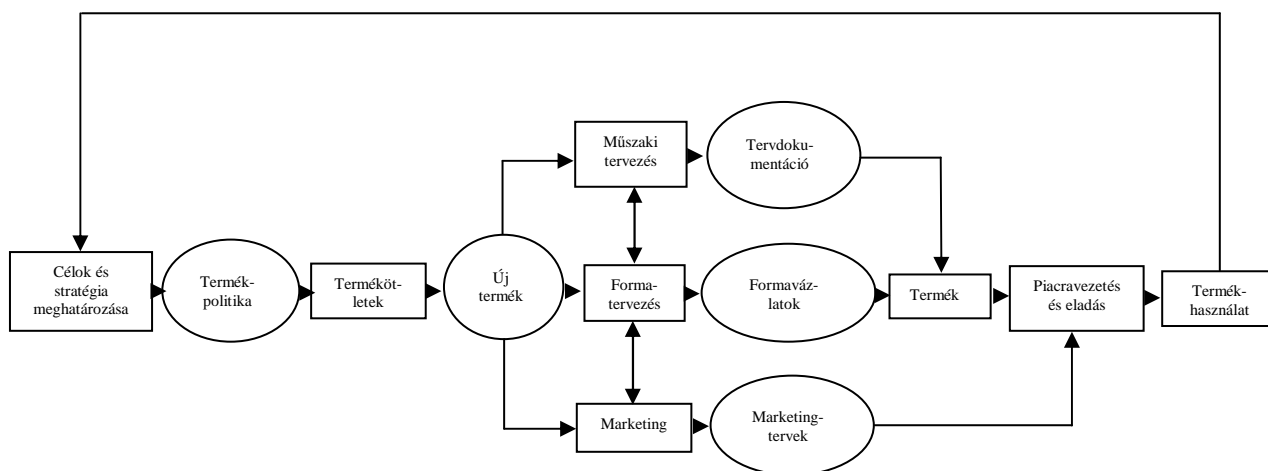 Célok és
stratégia
meghatározása
Termék-
politika
Terméköt-
letek
Új
termék
Műszaki
tervezés
Tervdoku-
mentáció
Forma-
tervezés
Formaváz-
latok
Marketing
Marketing-
tervek
Termék
Piacravezetés
és eladás
Termék-
használat